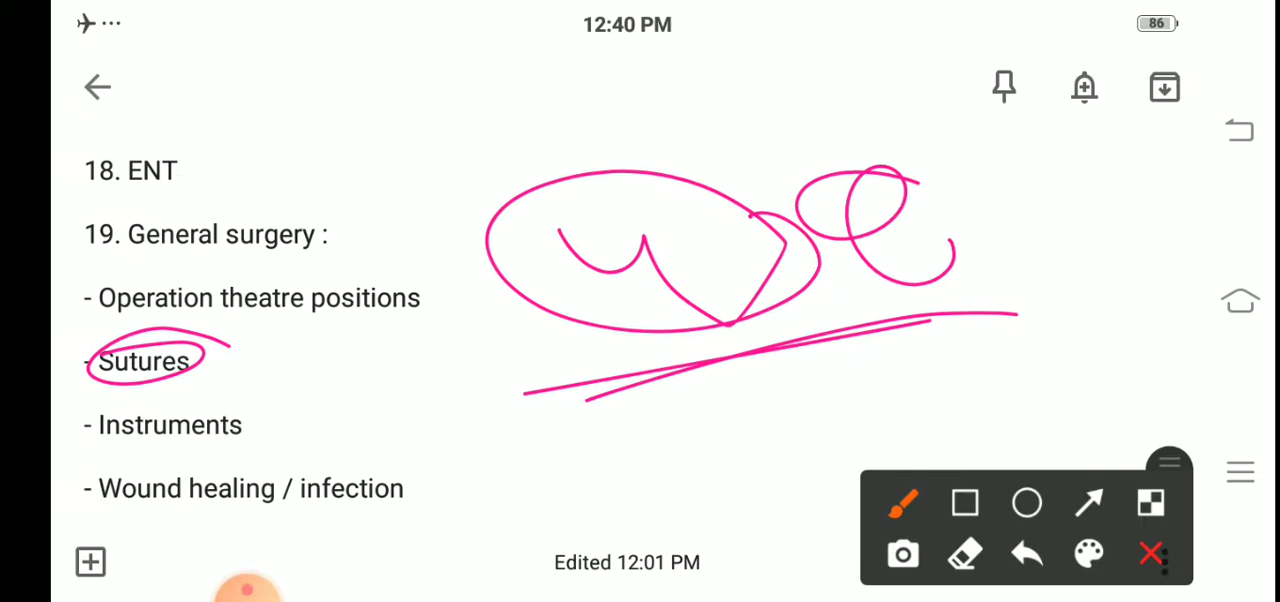 12:40 PM
86
18. ENT
19. General surgery :
- Operation theatre positions
- Sutures
- Instruments
- Wound healing / infection
Edited 12:01 PM